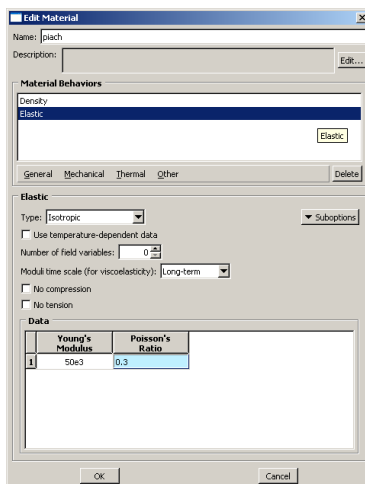 Edit Material
Name: piach
Description:
Edit...
Material Behaviors
Density
Elastic
Elastic
General Mechanical Thermal Other Delete
Elastic
Type: Isotropic Suboptions
Use temperature-dependent data
Number of field variables: 0
Moduli time scale (for viscoelasticity): Long-term
No compression
No tension
Data
Young's Poisson's
Modulus Ratio
1 50e3 0.3
OK Cancel